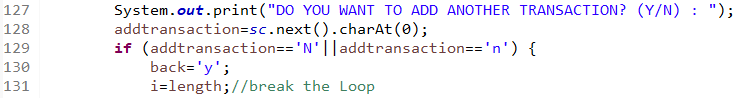 127 System.out.print("DO YOU WANT TO ADD ANOTHER TRANSACTION? (Y/N) : ");
128 addtransaction=sc.next().charAt(0);
129 if (addtransaction=='N'||addtransaction=='n') {
130 back='y';
131 i=length;//break the Loop